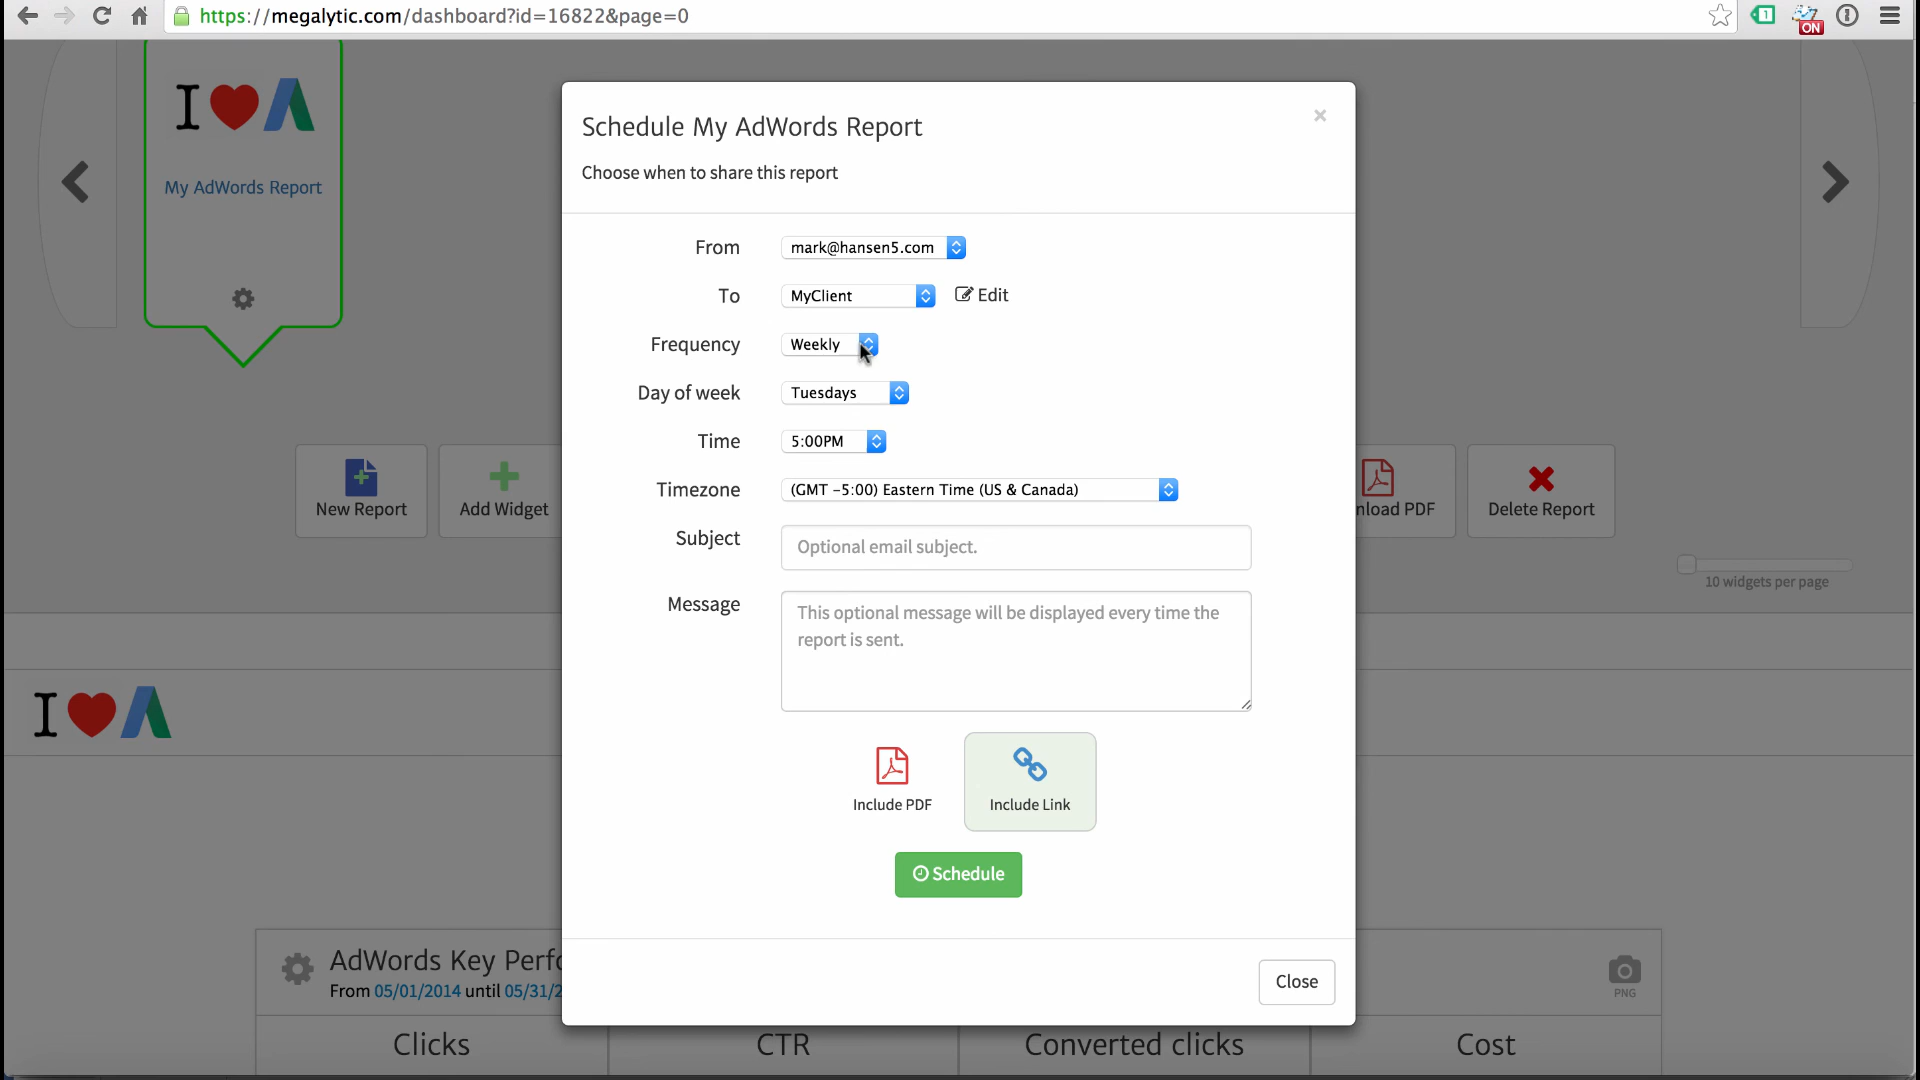 https://megalytic.com/dashboard?id=16822&page=0
1
ON
I
My AdWords Report
Schedule My AdWords Report
×
Choose when to share this report
From mark@hansen5.com
To MyClient Edit
Frequency Weekly
Day of week Tuesdays
Time 5:00PM
Timezone (GMT -5:00) Eastern Time (US & Canada)
Subject Optional email subject.
Message This optional message will be displayed every time the
report is sent.
Include PDF Include Link
Schedule
Close
New Report Add Widget nload PDF Delete Report
10 widgets per page
I
AdWords Key Perfo
From 05/01/2014 until 05/31/2
PNG
Clicks CTR Converted clicks Cost